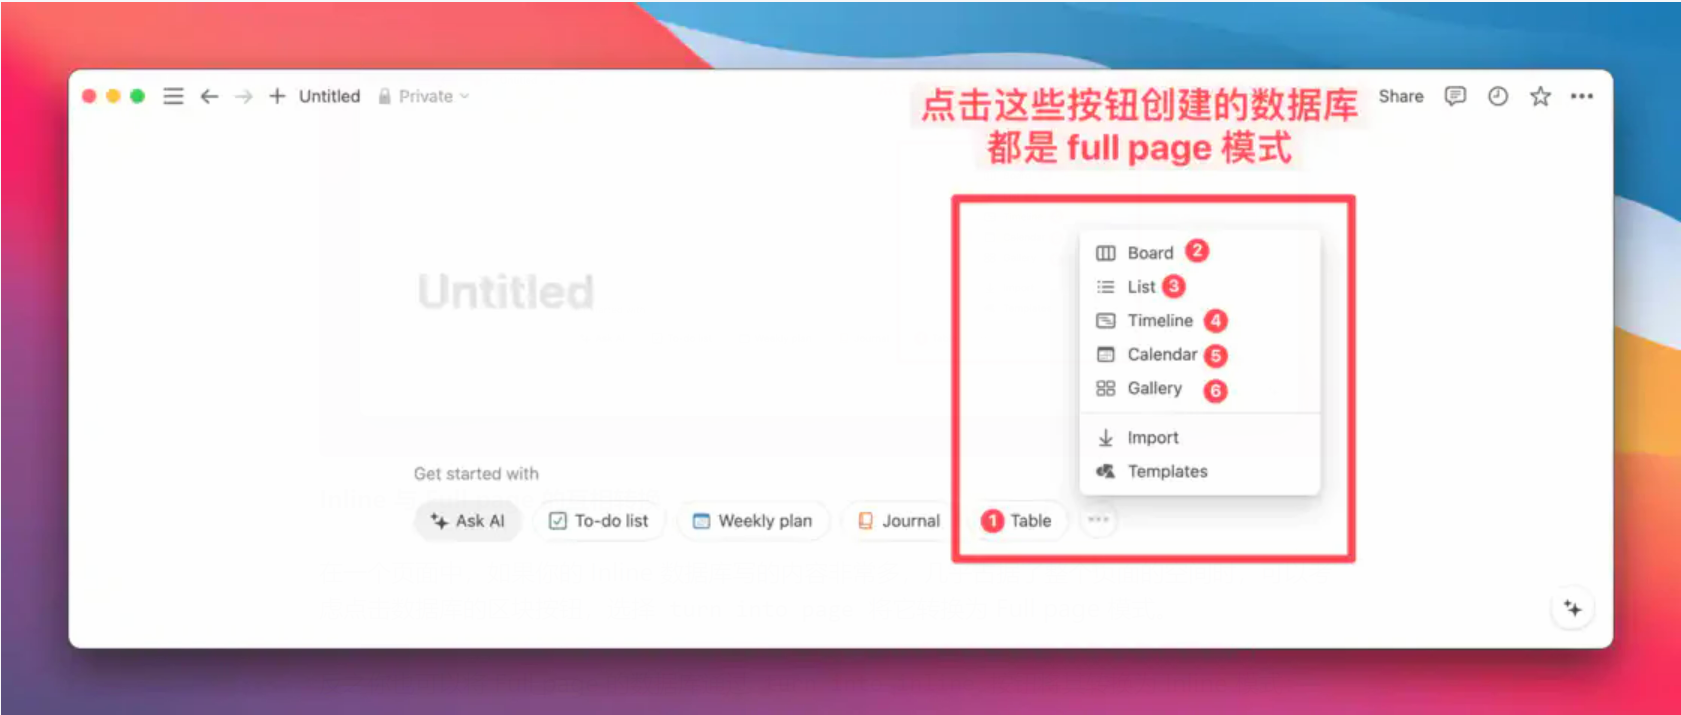 Untitled
Private
点击这些按钮创建的数据库
都是 full page 模式
Share
Untitled
Board 2
List 3
Timeline 4
Calendar 5
Gallery 6
Import
Templates
Get started with
Ask AI
To-do list
Weekly plan
Journal
1 Table